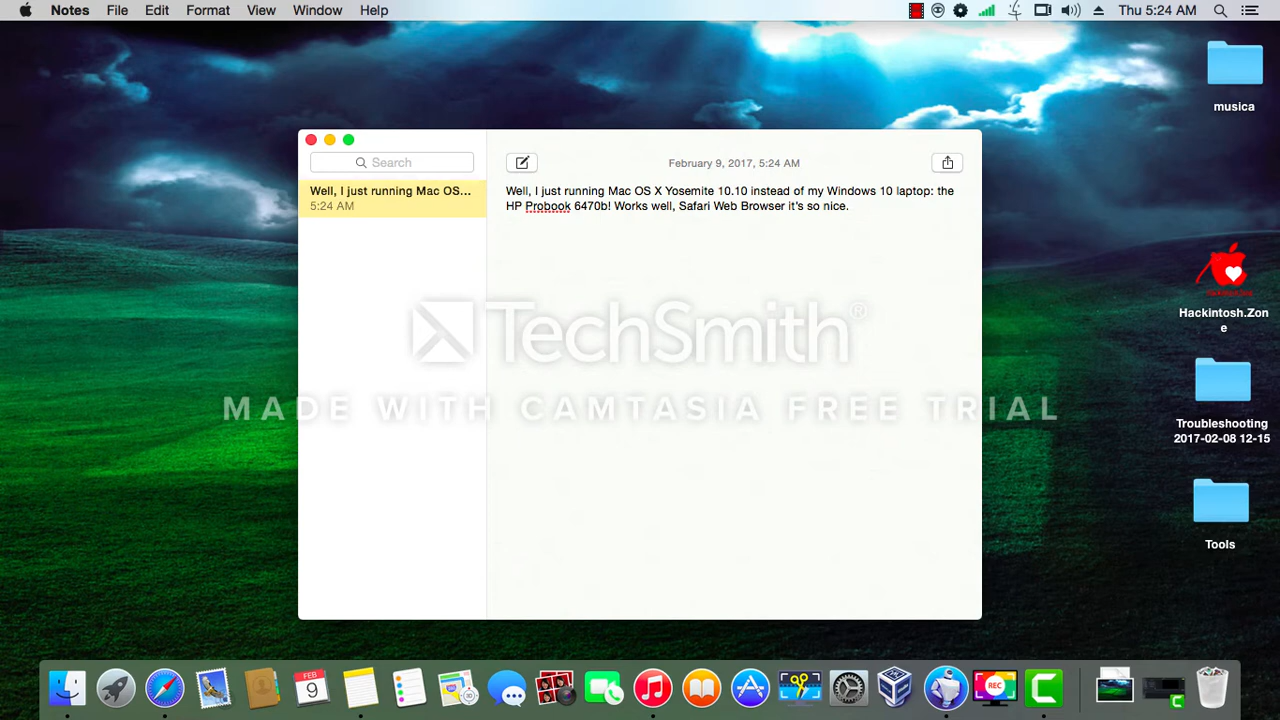 Notes File Edit Format View Window Help
Thu 5:24 AM
musica
Search
February 9, 2017, 5:24 AM
Well, I just running Mac OS...
5:24 AM
Well, I just running Mac OS X Yosemite 10.10 instead of my Windows 10 laptop: the
HP Probook 6470b! Works well, Safari Web Browser it's so nice.
Hackintosh.Zon
e
TechSmith®
MADE WITH CAMTASIA FREE TRIAL
Troubleshooting
2017-02-08 12-15
Tools
FEB
9
3D
REC
C